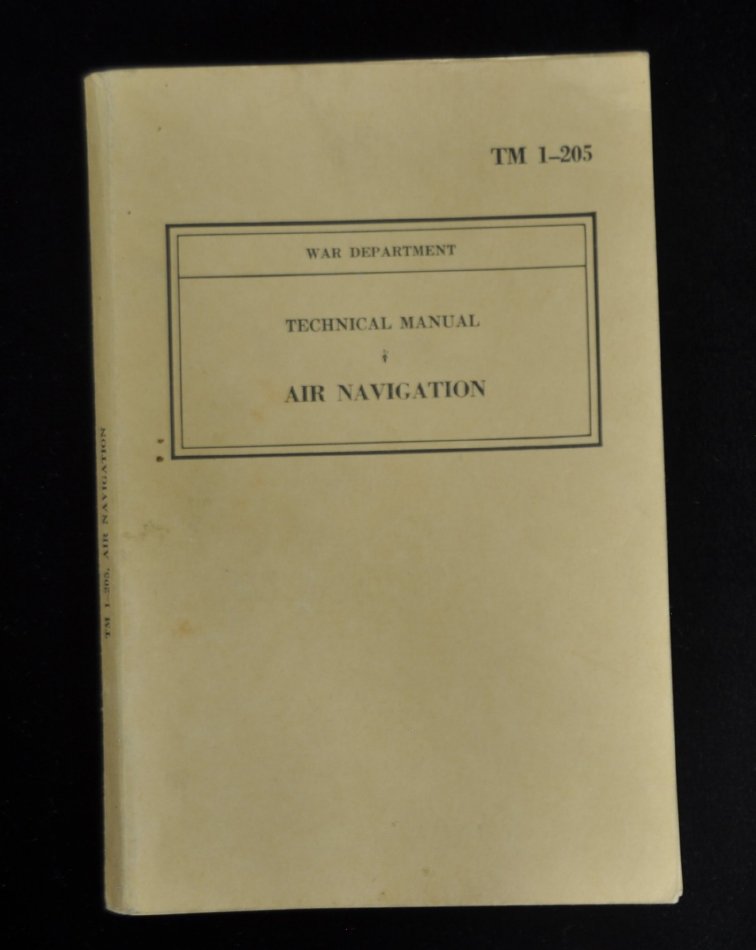 TM 1-205
WAR DEPARTMENT
TECHNICAL MANUAL
AIR NAVIGATION
TM 1-205, AIR NAVIGATION